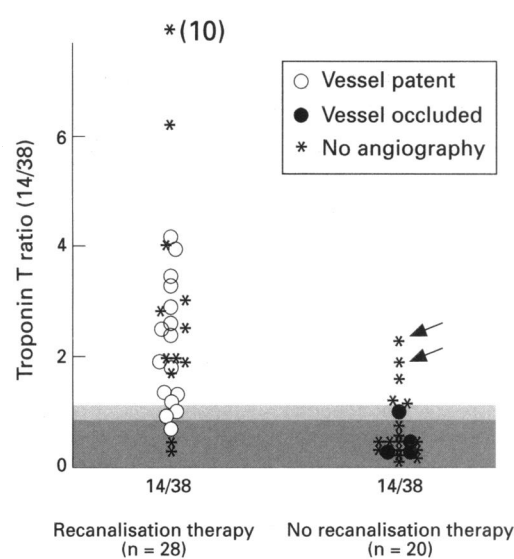 *(10)
Vessel patent
Vessel occluded
* No angiography
Troponin T ratio (14/38)
6
4
2
0
14/38
14/38
Recanalisation therapy
(n = 28)
No recanalisation therapy
(n = 20)